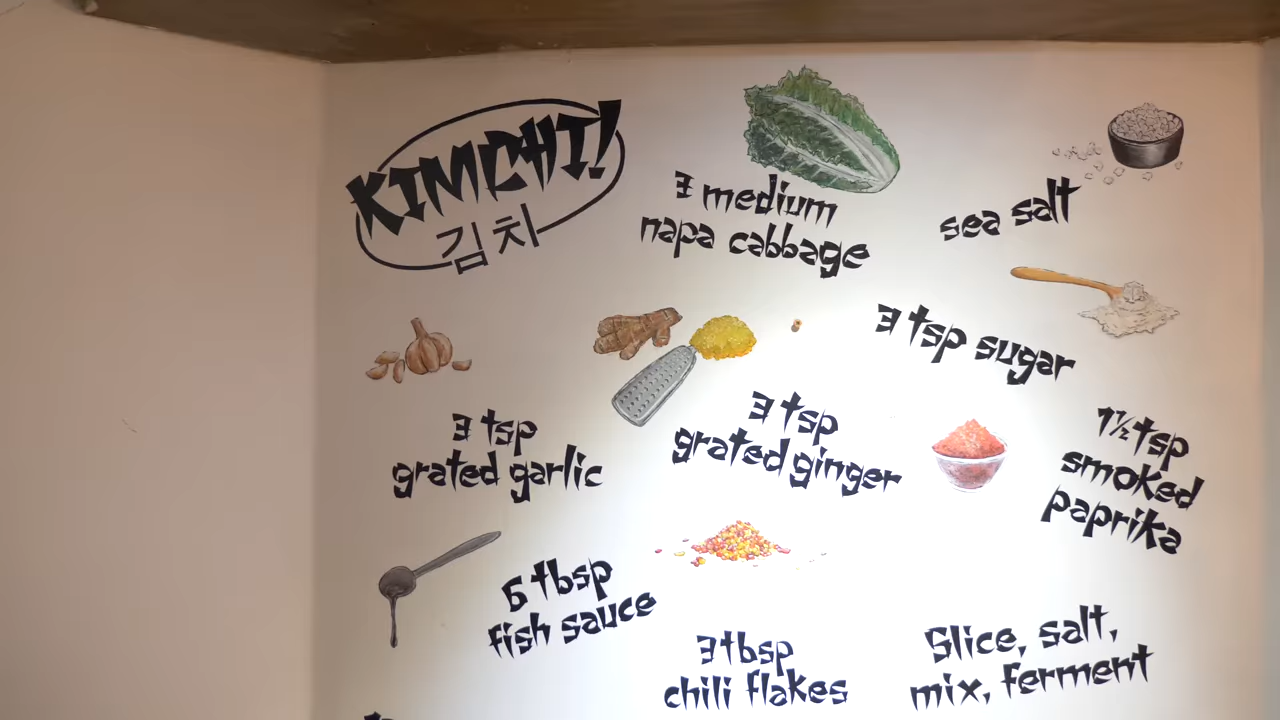 KIMCHI!
김치
3 medium
napa cabbage
sea salt
3 tsp sugar
3 tsp
grated garlic
3 tsp
grated ginger
1½ tsp
smoked
paprika
6 tbsp
fish sauce
3 tbsp
chili flakes
Slice, salt,
mix, ferment